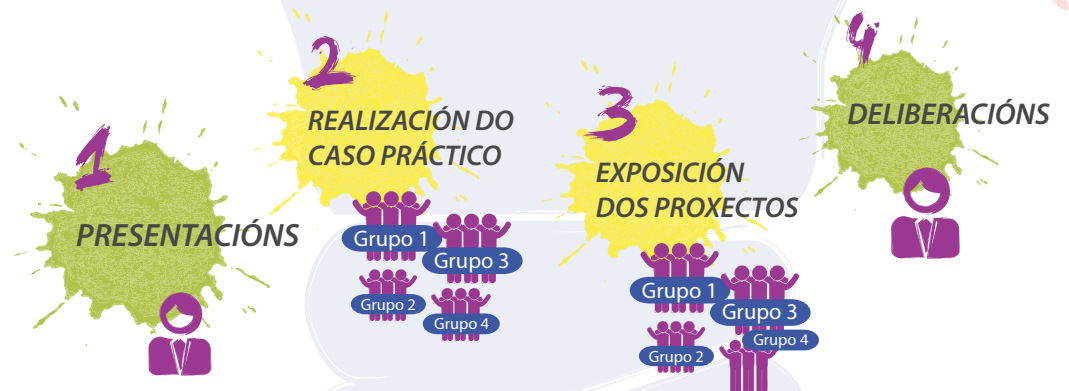 1
PRESENTACIÓNS
2
REALIZACIÓN DO
CASO PRÁCTICO
Grupo 1
Grupo 3
Grupo 2
Grupo 4
3
EXPOSICIÓN
DOS PROXECTOS
Grupo 1
Grupo 3
Grupo 4
Grupo 2
4
DELIBERACIÓNS